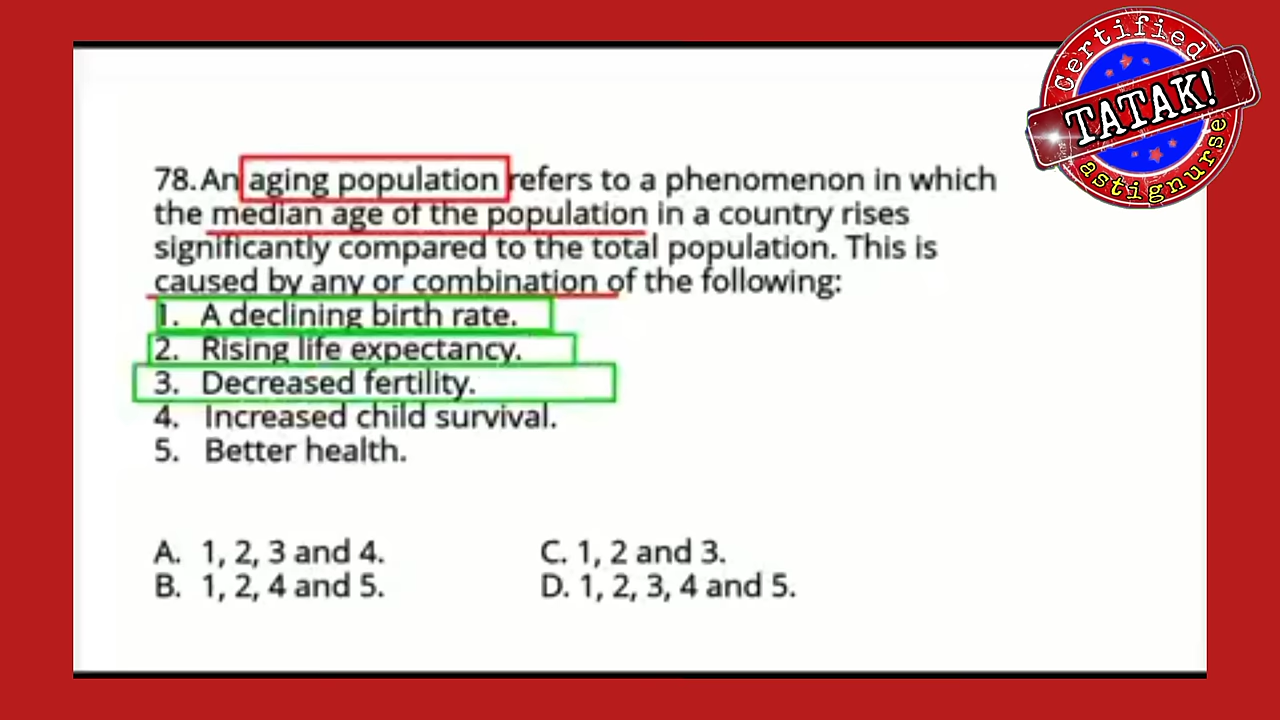 Certified
TATAK!
astignurse
78. An aging population refers to a phenomenon in which
the median age of the population in a country rises
significantly compared to the total population. This is
caused by any or combination of the following:
1. A declining birth rate.
2. Rising life expectancy.
3. Decreased fertility.
4. Increased child survival.
5. Better health.
A. 1, 2, 3 and 4.
C. 1, 2 and 3.
B. 1, 2, 4 and 5.
D. 1, 2, 3, 4 and 5.